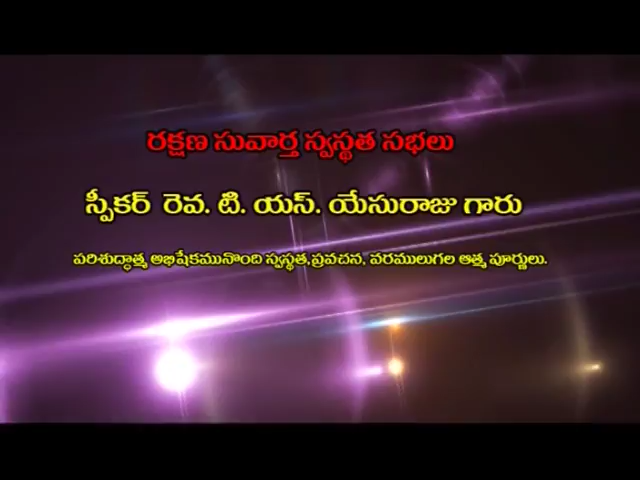 రక్షణ సువార్త స్వస్థత సభలు
స్పీకర్ రెవ. టి. యస్. యేసురాజు గారు
పరిశుద్ధాత్మ అభిషేకమునొంది స్వస్థత,ప్రవచన, వరములుగల ఆత్మ పూర్ణులు.